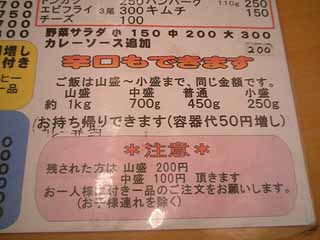 エビフライ 3尾 300 キムチ 150
チーズ 100
野菜サラダ 小 150 中 200 大 300
カレーソース追加 200
辛口もできます
ご飯は山盛～小盛まで、同じ金額です。
山盛 中盛 普通 小盛
約 1kg 700g 450g 250g
お持ち帰りできます(容器代50円増し)
＊注意＊
残された方は 山盛 200円
中盛 100円 頂きます
お一人様に付き一品のご注文をお願いします。
(お子様連れを除く)